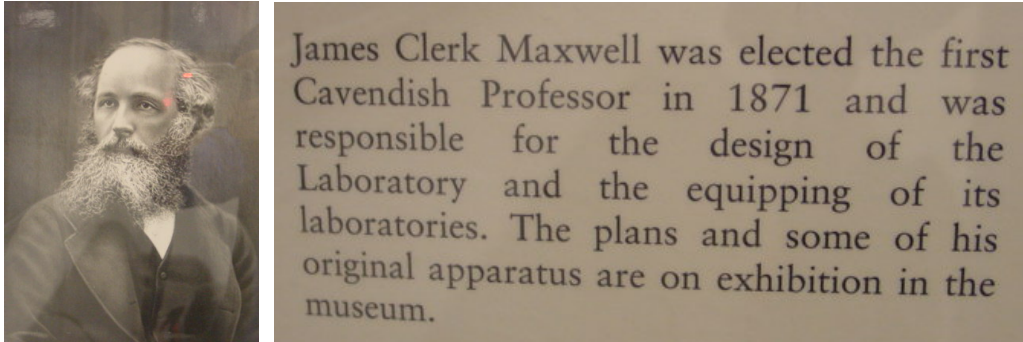 James Clerk Maxwell was elected the first
Cavendish Professor in 1871 and was
responsible for the design of the
Laboratory and the equipping of its
laboratories. The plans and some of his
original apparatus are on exhibition in the
museum.